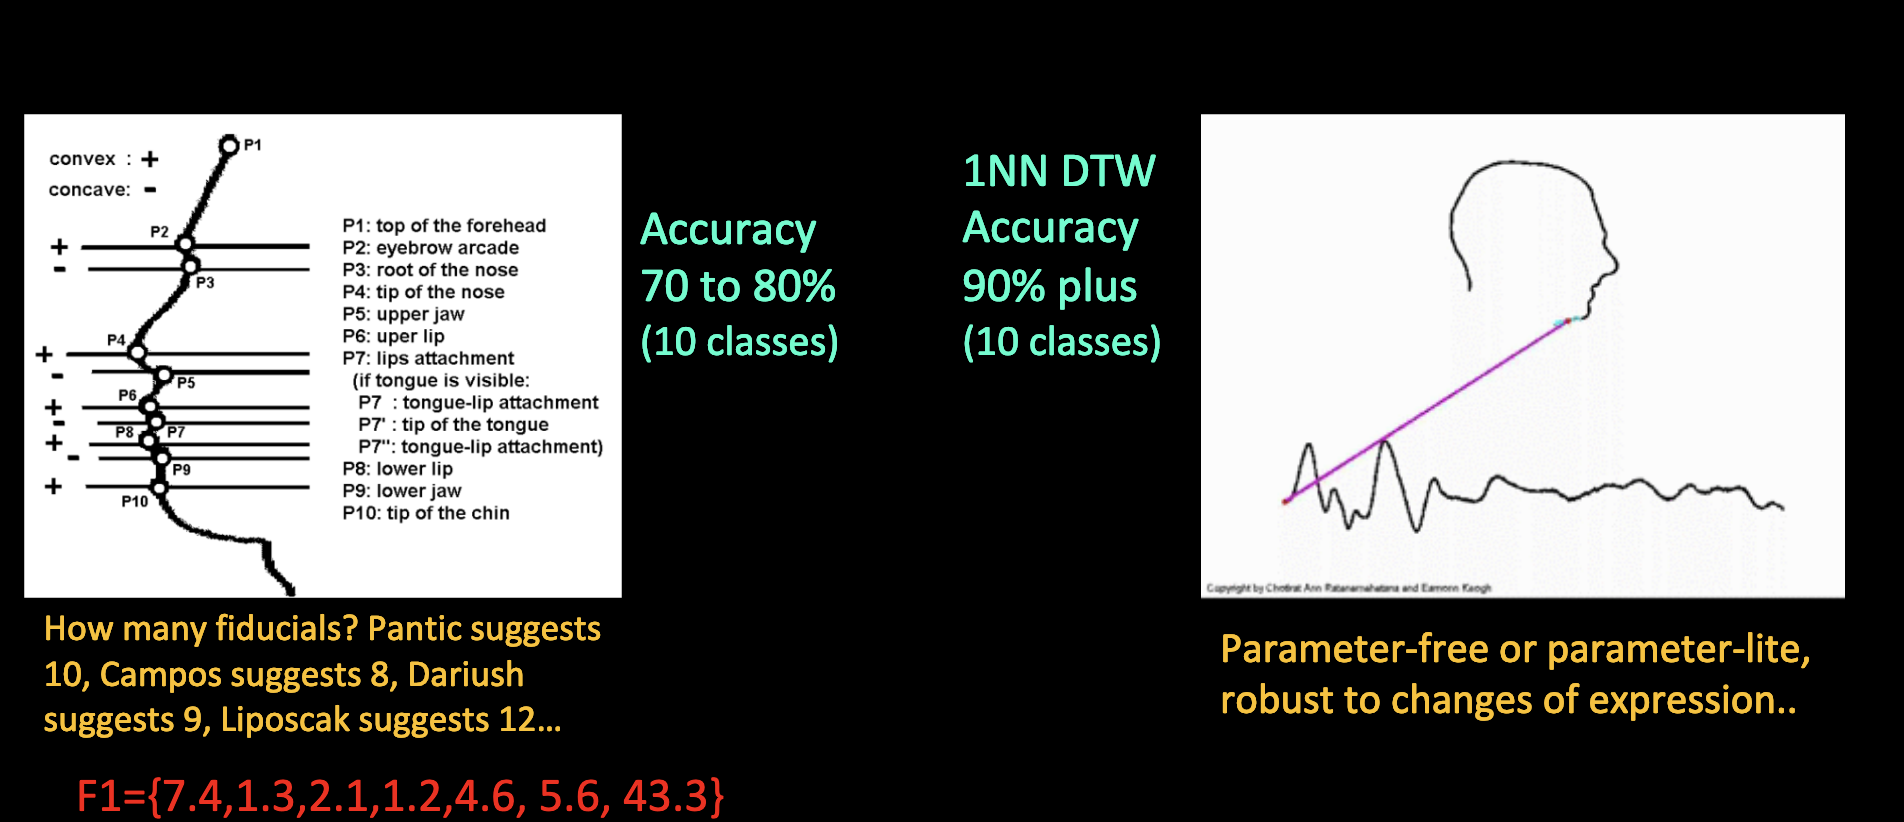 convex : +
concave: -
P1
P2
+
-
P3
P4
+
-
P5
P6
+
-
P8
P7
+
-
P9
+
P10
P1: top of the forehead
P2: eyebrow arcade
P3: root of the nose
P4: tip of the nose
P5: upper jaw
P6: uper lip
P7: lips attachment
(if tongue is visible:
P7 : tongue-lip attachment
P7' : tip of the tongue
P7'': tongue-lip attachment)
P8: lower lip
P9: lower jaw
P10: tip of the chin
How many fiducials? Pantic suggests
10, Campos suggests 8, Dariush
suggests 9, Liposcak suggests 12...
F1={7.4,1.3,2.1,1.2,4.6, 5.6, 43.3}
Accuracy
70 to 80%
(10 classes)
1NN DTW
Accuracy
90% plus
(10 classes)
Copyright by Chotirat Ann Ratanamahatana and Eamonn Keogh
Parameter-free or parameter-lite,
robust to changes of expression..